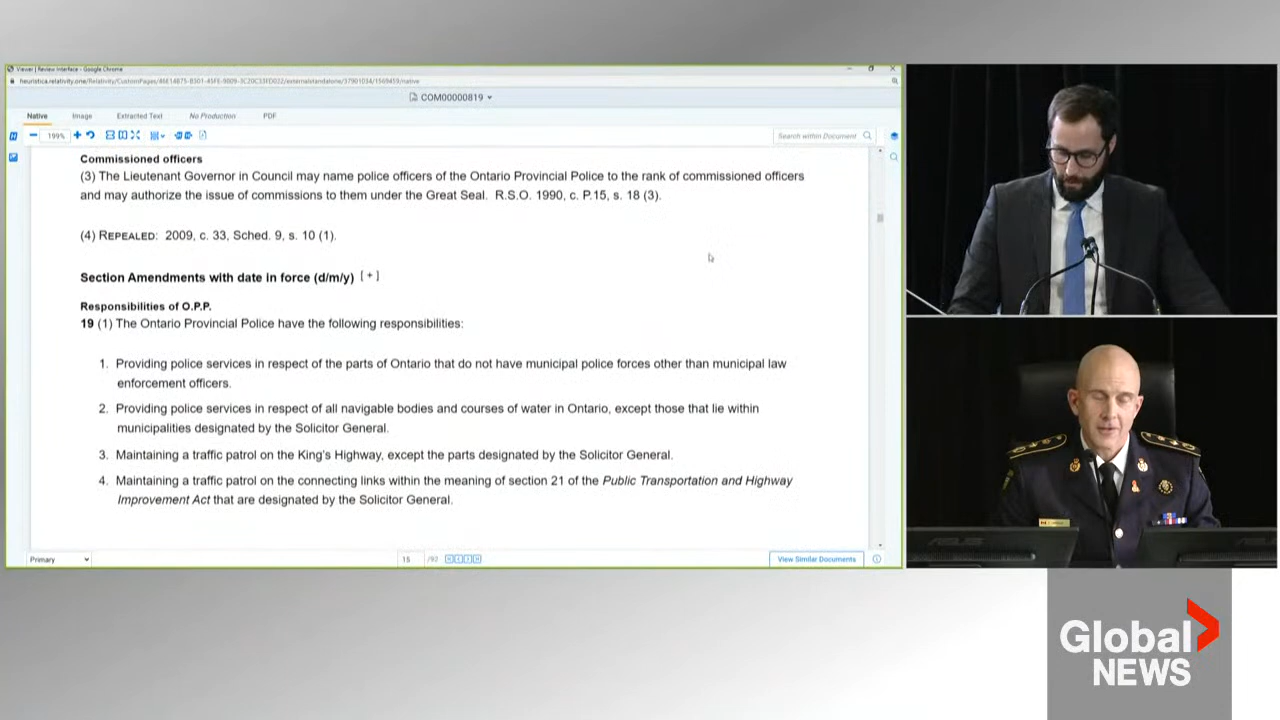 Viewer | Review Interface - Google Chrome
COM00000819
Native Image Extracted Text No Production PDF
199% Search within Document
Commissioned officers
(3) The Lieutenant Governor in Council may name police officers of the Ontario Provincial Police to the rank of commissioned officers
and may authorize the issue of commissions to them under the Great Seal. R.S.O. 1990, c. P.15, s. 18 (3).
(4) REPEALED: 2009, c. 33, Sched. 9, s. 10 (1).
Section Amendments with date in force (d/m/y) [ + ]
Responsibilities of O.P.P.
19 (1) The Ontario Provincial Police have the following responsibilities:
1. Providing police services in respect of the parts of Ontario that do not have municipal police forces other than municipal law
enforcement officers.
2. Providing police services in respect of all navigable bodies and courses of water in Ontario, except those that lie within
municipalities designated by the Solicitor General.
3. Maintaining a traffic patrol on the King's Highway, except the parts designated by the Solicitor General.
4. Maintaining a traffic patrol on the connecting links within the meaning of section 21 of the Public Transportation and Highway
Improvement Act that are designated by the Solicitor General.
Primary 15 View Similar Documents
Global
NEWS